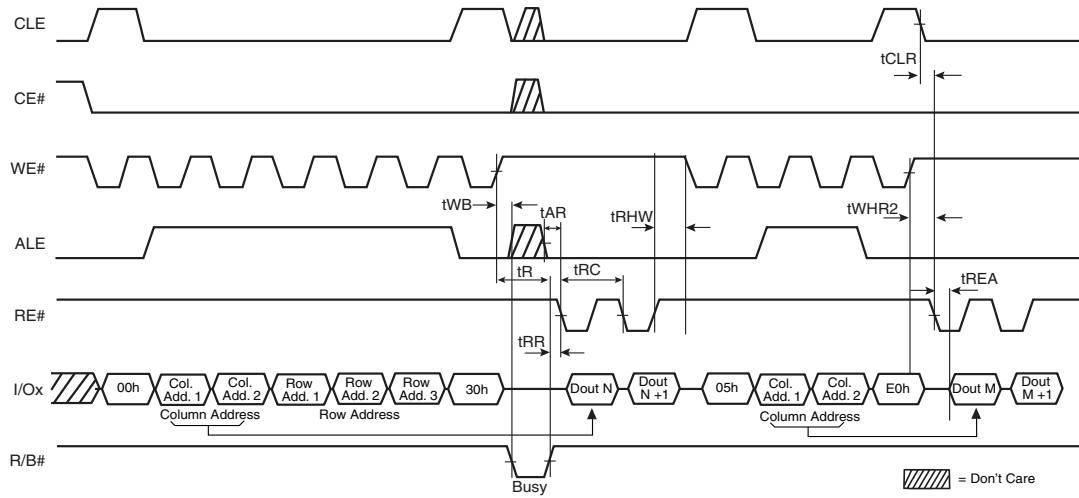 CLE
tCLR
CE#
WE#
tWB
tAR
tRHW
tWHR2
ALE
tR
tRC
tREA
RE#
tRR
I/Ox
00h
Col. Add. 1
Col. Add. 2
Row Add. 1
Row Add. 2
Row Add. 3
30h
Dout N
Dout N +1
05h
Col. Add. 1
Col. Add. 2
E0h
Dout M
Dout M +1
Column Address
Row Address
Column Address
R/B#
Busy
= Don't Care